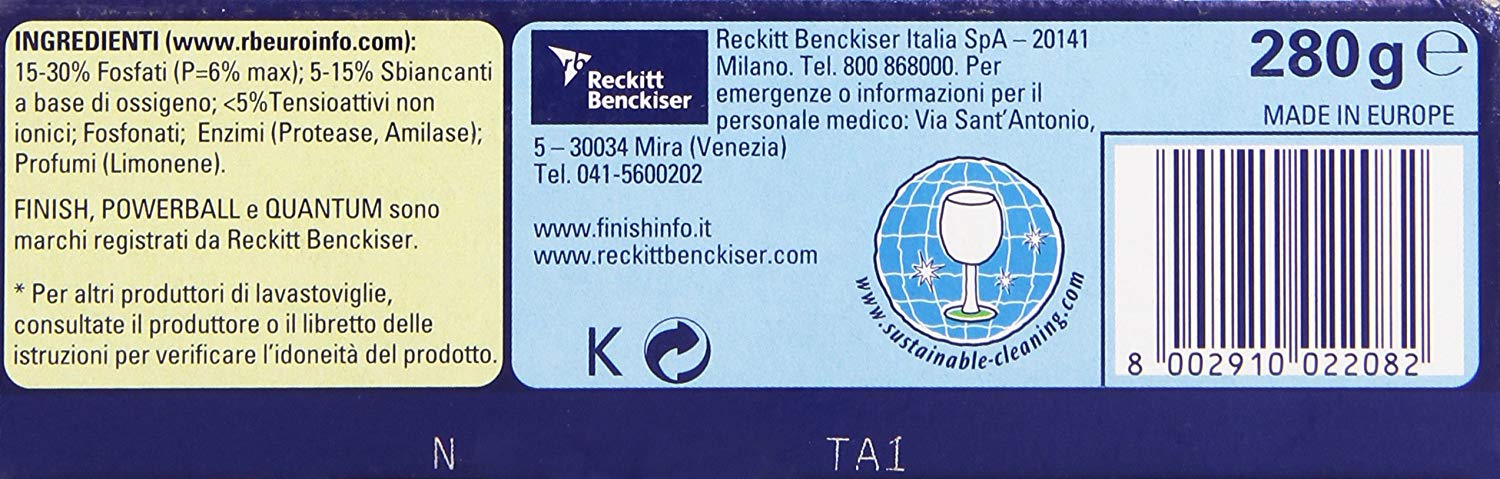 INGREDIENTI (www.rbeuroinfo.com):
15-30% Fosfati (P=6% max); 5-15% Sbiancanti
a base di ossigeno; <5%Tensioattivi non
ionici; Fosfonati; Enzimi (Protease, Amilase);
Profumi (Limonene).
FINISH, POWERBALL e QUANTUM sono
marchi registrati da Reckitt Benckiser.
* Per altri produttori di lavastoviglie,
consultate il produttore o il libretto delle
istruzioni per verificare l'idoneità del prodotto.
rb
Reckitt
Benckiser
Reckitt Benckiser Italia SpA – 20141
Milano. Tel. 800 868000. Per
emergenze o informazioni per il
personale medico: Via Sant'Antonio,
5 – 30034 Mira (Venezia)
Tel. 041-5600202
www.finishinfo.it
www.reckittbenckiser.com
K
www.sustainable-cleaning.com
280g e
MADE IN EUROPE
8 002910 022082
N TA1